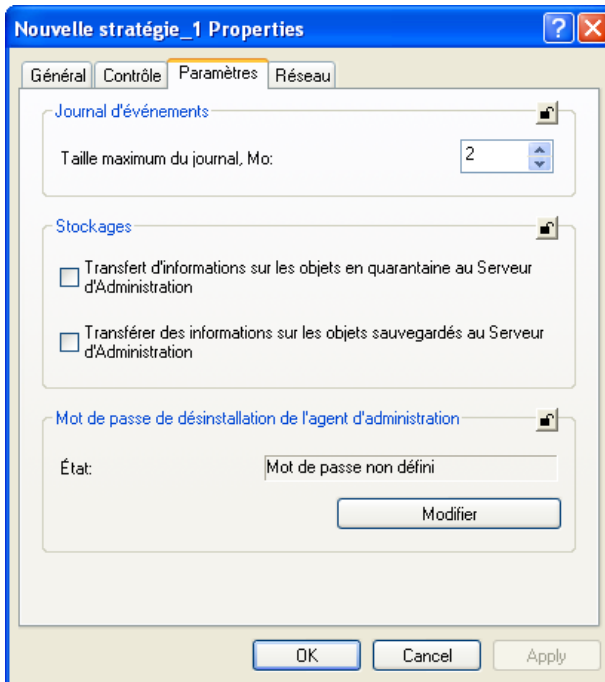 Nouvelle stratégie_1 Properties
Général Contrôle Paramètres Réseau
Journal d'événements
Taille maximum du journal, Mo: 2
Stockages
Transfert d'informations sur les objets en quarantaine au Serveur
d'Administration
Transférer des informations sur les objets sauvegardés au Serveur
d'Administration
Mot de passe de désinstallation de l'agent d'administration
État: Mot de passe non défini
Modifier
OK Cancel Apply